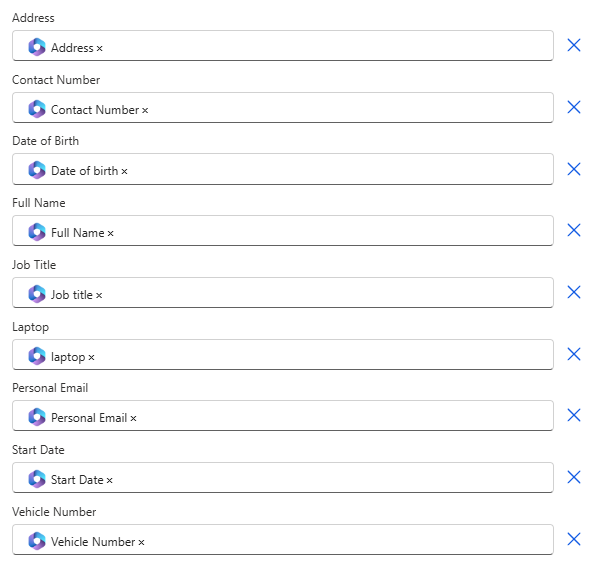 Address
Address ×
Contact Number
Contact Number ×
Date of Birth
Date of birth ×
Full Name
Full Name ×
Job Title
Job title ×
Laptop
laptop ×
Personal Email
Personal Email ×
Start Date
Start Date ×
Vehicle Number
Vehicle Number ×